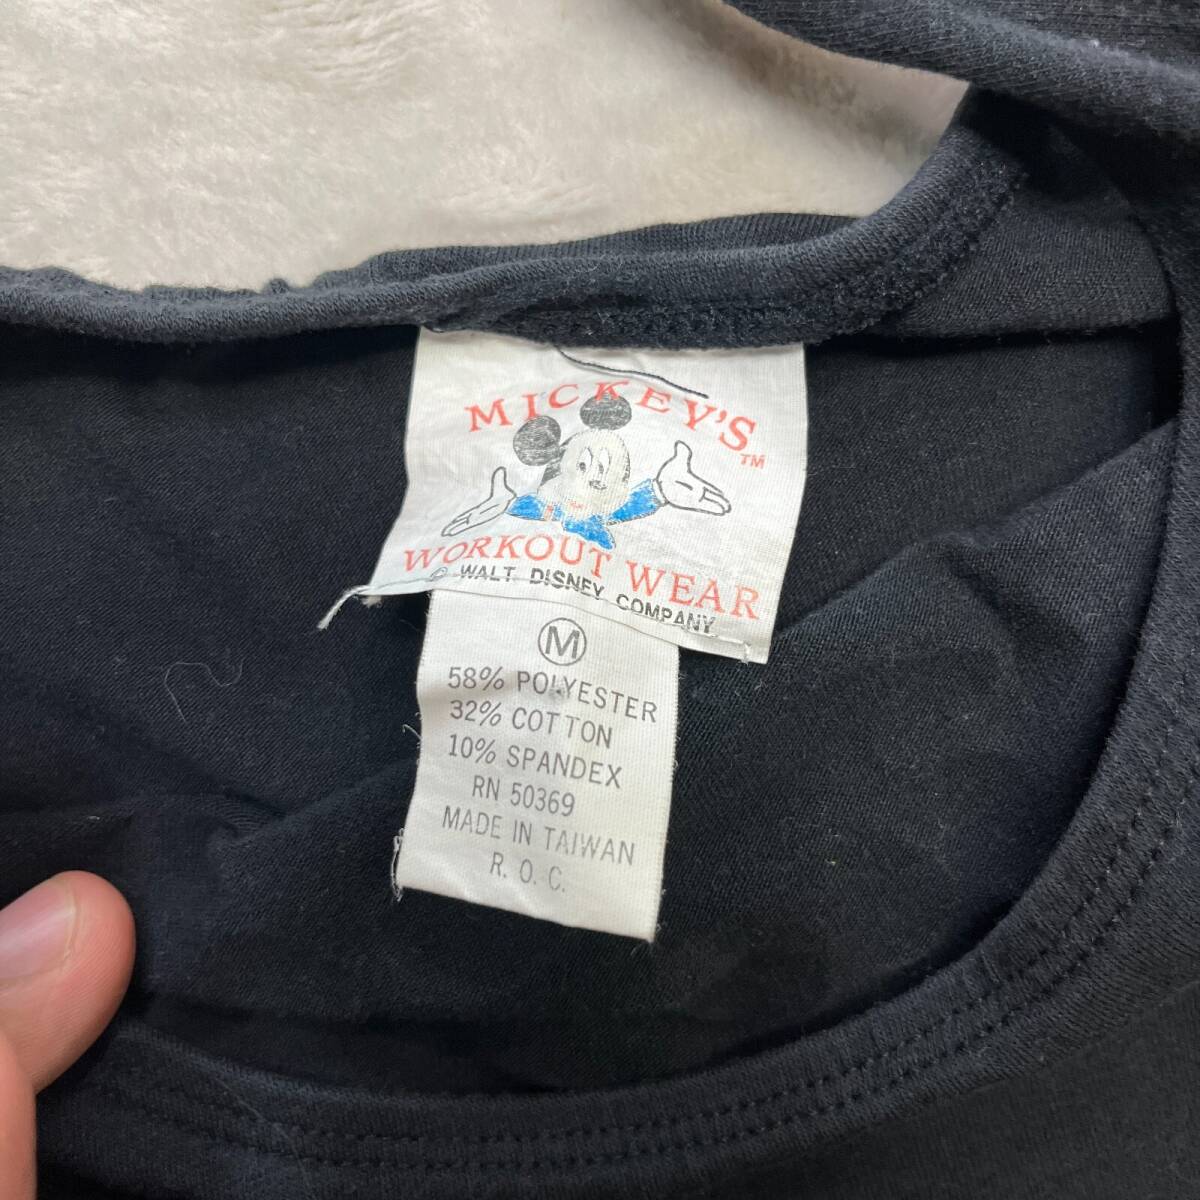 MICKEY'S
TM
WORKOUT WEAR
© WALT DISNEY COMPANY
M
58% POLYESTER
32% COTTON
10% SPANDEX
RN 50369
MADE IN TAIWAN
R. O. C.